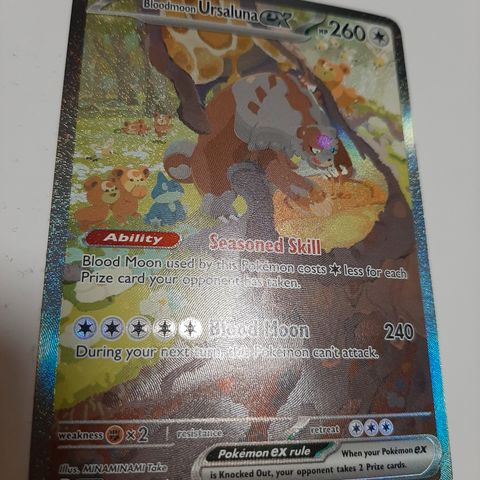 Bloodmoon Ursaluna ex HP 260
Ability Seasoned Skill
Blood Moon used by this Pokémon costs less for each
Prize card your opponent has taken.
Blood Moon 240
During your next turn, this Pokémon can't attack.
weakness ×2 resistance retreat
Pokémon ex rule When your Pokémon ex
is Knocked Out, your opponent takes 2 Prize cards.
Illus. MINAMINAMI Take